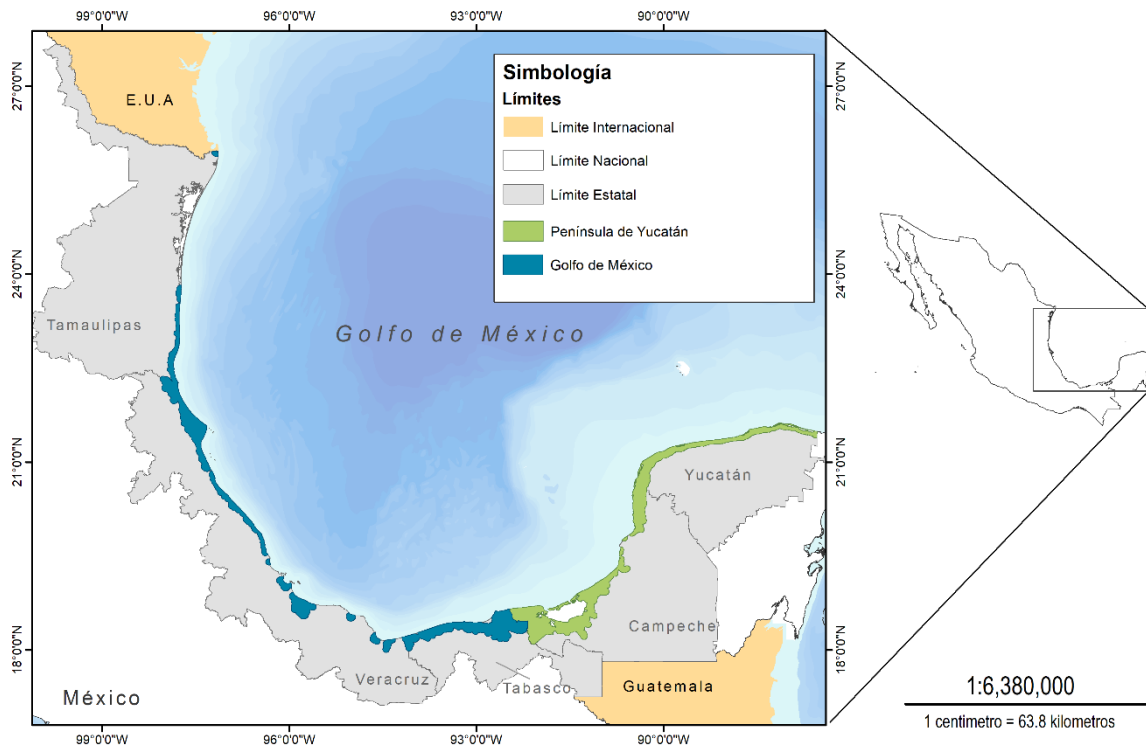 99°0'0"W
96°0'0"W
93°0'0"W
90°0'0"W
27°0'0"N
24°0'0"N
21°0'0"N
18°0'0"N
E.U.A
Simbología
Límites
Límite Internacional
Límite Nacional
Límite Estatal
Península de Yucatán
Golfo de México
Tamaulipas
Golfo de México
Yucatán
Campeche
Veracruz
Tabasco
Guatemala
México
27°0'0"N
24°0'0"N
21°0'0"N
18°0'0"N
99°0'0"W
96°0'0"W
93°0'0"W
90°0'0"W
1:6,380,000
1 centimetro = 63.8 kilometros